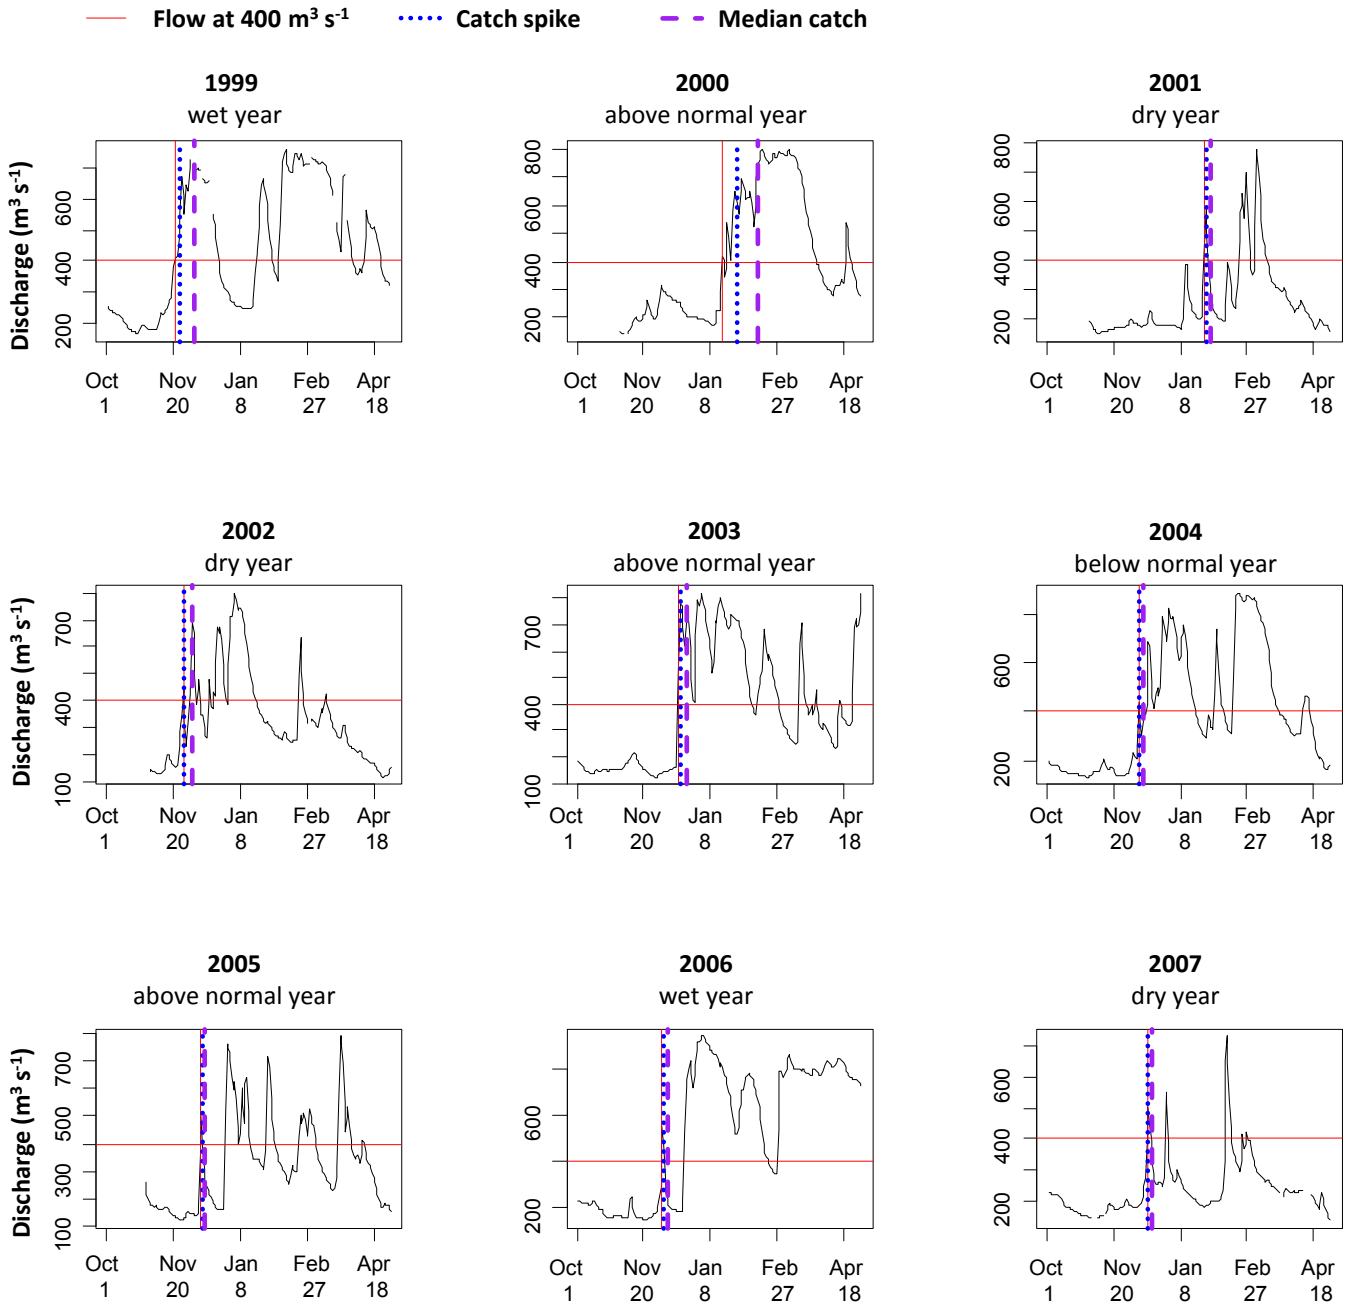 Flow at 400 m³ s⁻¹ Catch spike Median catch
1999 2000 2001
wet year above normal year dry year
Discharge (m³ s⁻¹)
200 400 600
200 400 600 800
200 400 600 800
Oct Nov Jan Feb Apr
1 20 8 27 18
Oct Nov Jan Feb Apr
1 20 8 27 18
Oct Nov Jan Feb Apr
1 20 8 27 18
2002 2003 2004
dry year above normal year below normal year
Discharge (m³ s⁻¹)
100 400 700
100 400 700
200 600
Oct Nov Jan Feb Apr
1 20 8 27 18
Oct Nov Jan Feb Apr
1 20 8 27 18
Oct Nov Jan Feb Apr
1 20 8 27 18
2005 2006 2007
above normal year wet year dry year
Discharge (m³ s⁻¹)
100 300 500 700
200 600
200 400 600
Oct Nov Jan Feb Apr
1 20 8 27 18
Oct Nov Jan Feb Apr
1 20 8 27 18
Oct Nov Jan Feb Apr
1 20 8 27 18